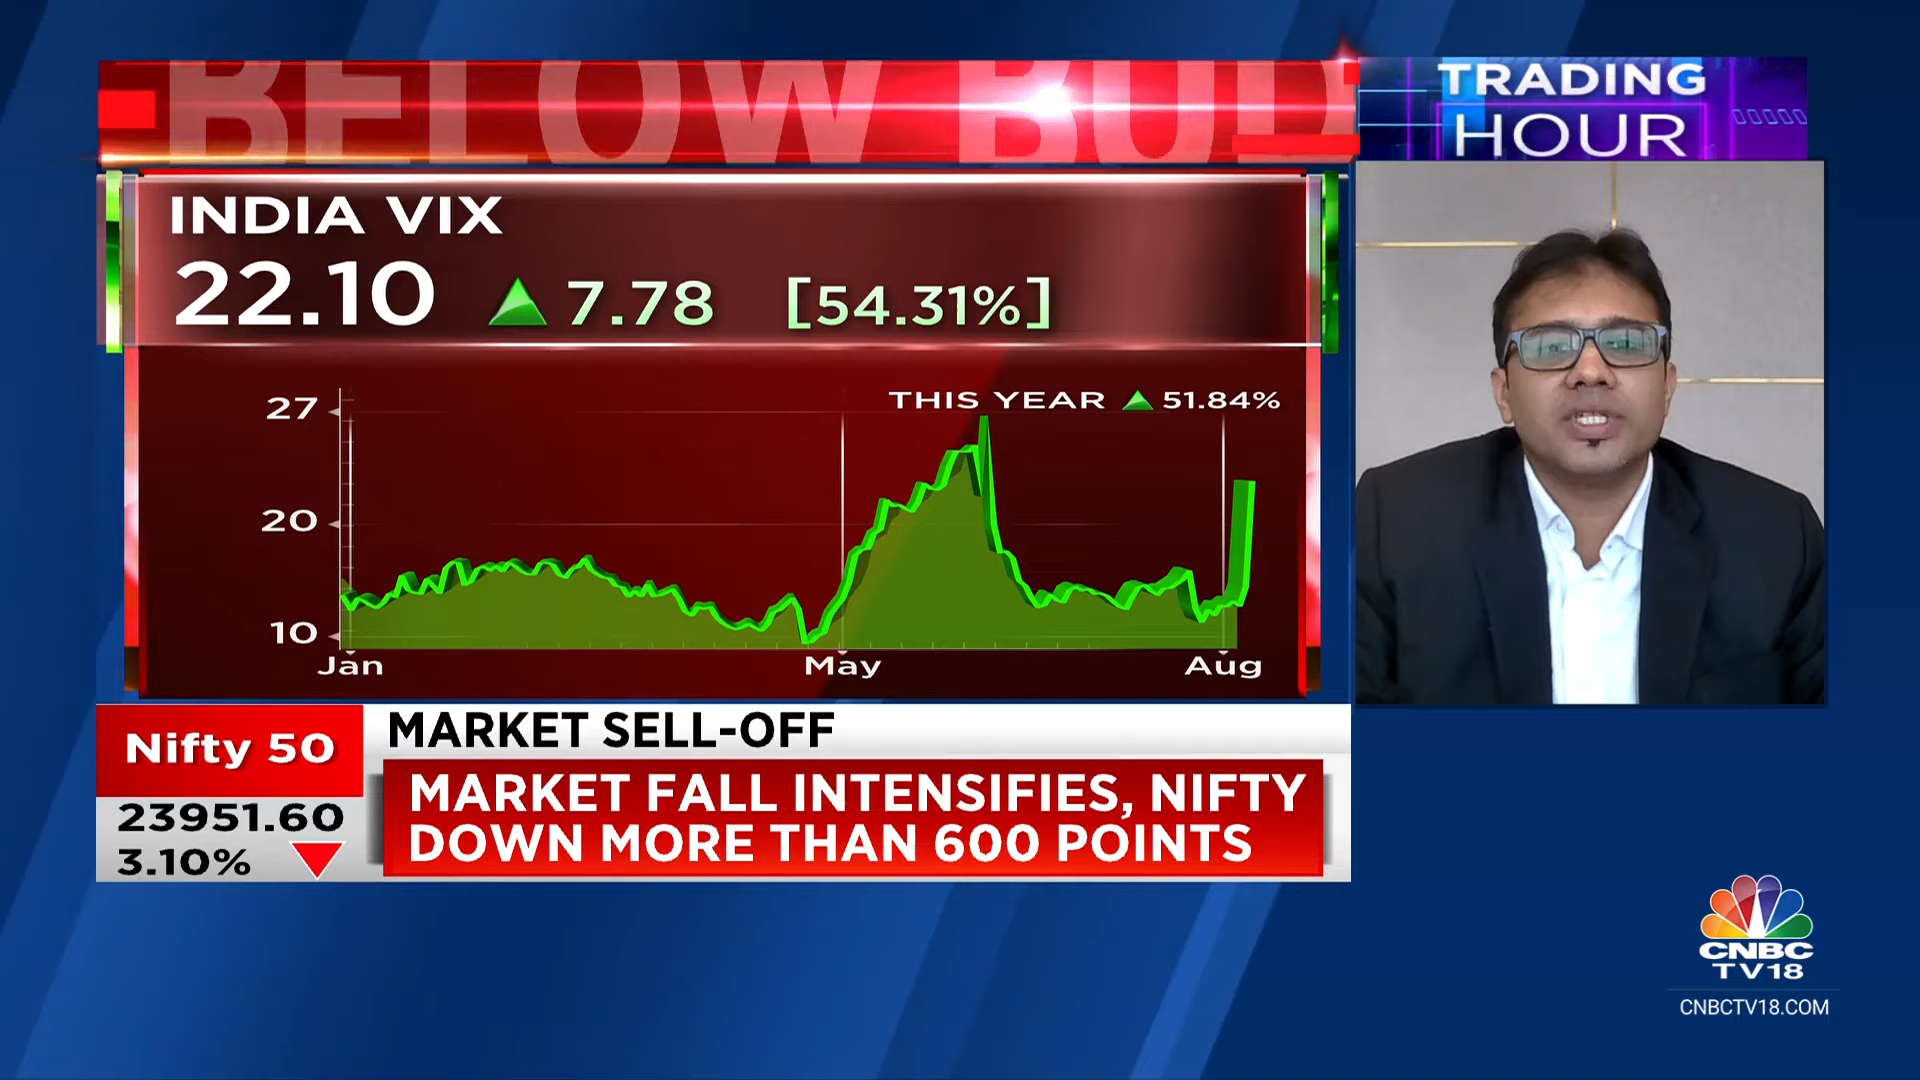 BELOW BUD
TRADING
HOUR
INDIA VIX
22.10 ▲ 7.78 [54.31%]
THIS YEAR ▲ 51.84%
27
20
10
Jan May Aug
Nifty 50
23951.60
3.10% ▼
MARKET SELL-OFF
MARKET FALL INTENSIFIES, NIFTY
DOWN MORE THAN 600 POINTS
CNBC
TV18
CNBCTV18.COM